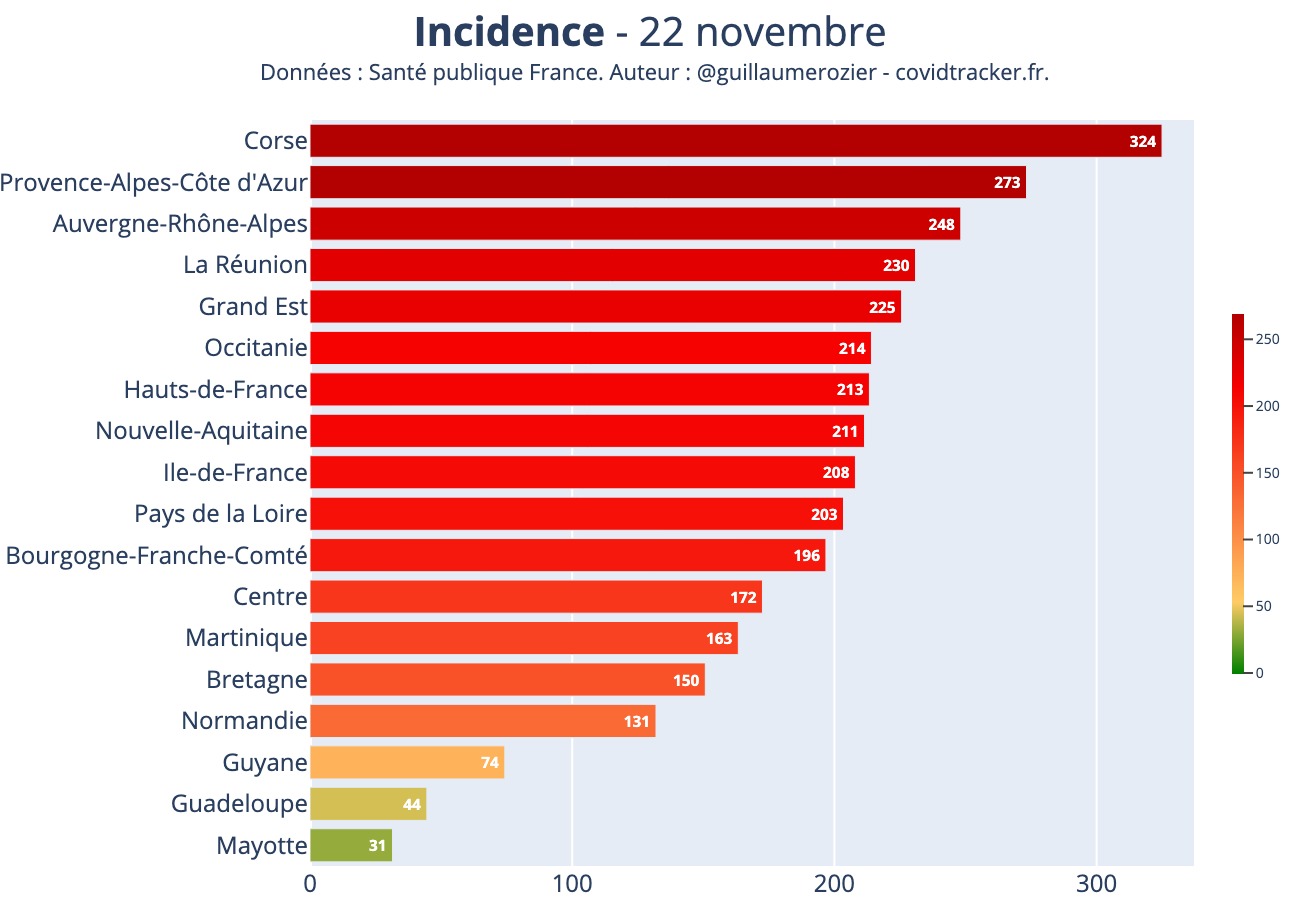 Incidence - 22 novembre
Données : Santé publique France. Auteur : @guillaumerozier - covidtracker.fr.
Corse 324
Provence-Alpes-Côte d'Azur 273
Auvergne-Rhône-Alpes 248
La Réunion 230
Grand Est 225
Occitanie 214
Hauts-de-France 213
Nouvelle-Aquitaine 211
Ile-de-France 208
Pays de la Loire 203
Bourgogne-Franche-Comté 196
Centre 172
Martinique 163
Bretagne 150
Normandie 131
Guyane 74
Guadeloupe 44
Mayotte 31
0 100 200 300
250
200
150
100
50
0